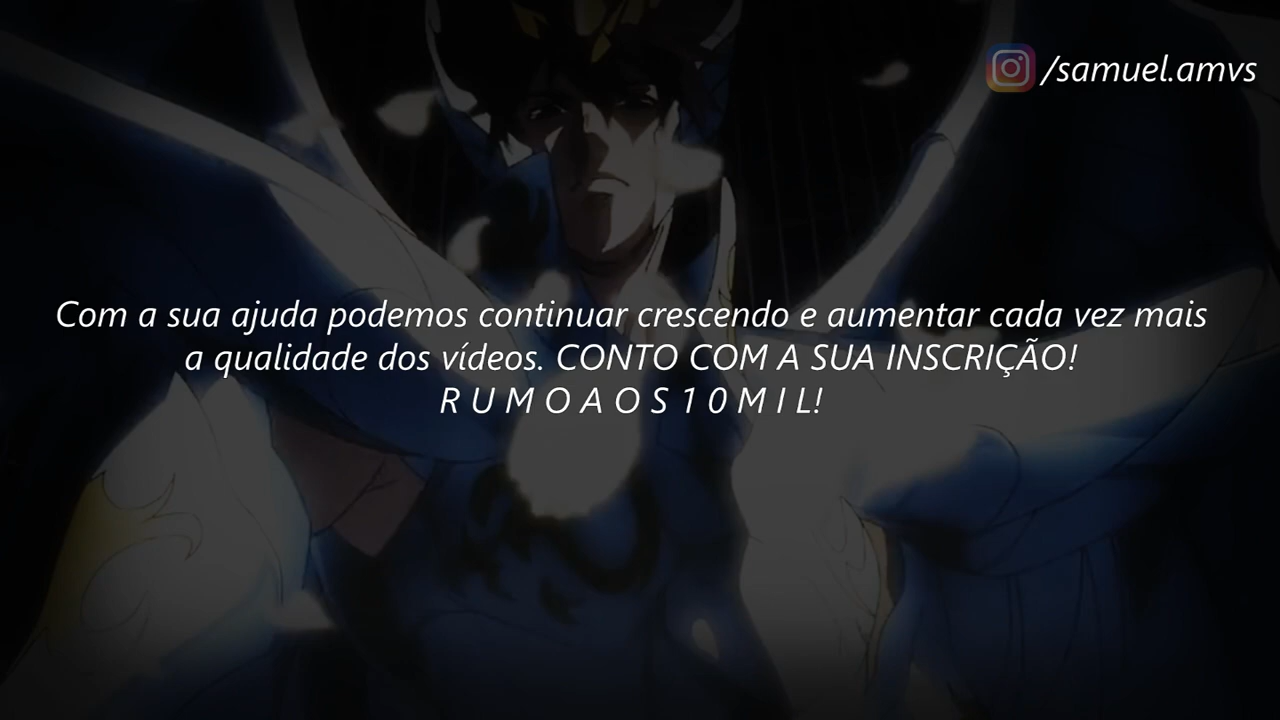 /samuel.amvs
Com a sua ajuda podemos continuar crescendo e aumentar cada vez mais
a qualidade dos vídeos. CONTO COM A SUA INSCRIÇÃO!
R U M O A O S 1 0 M I L!